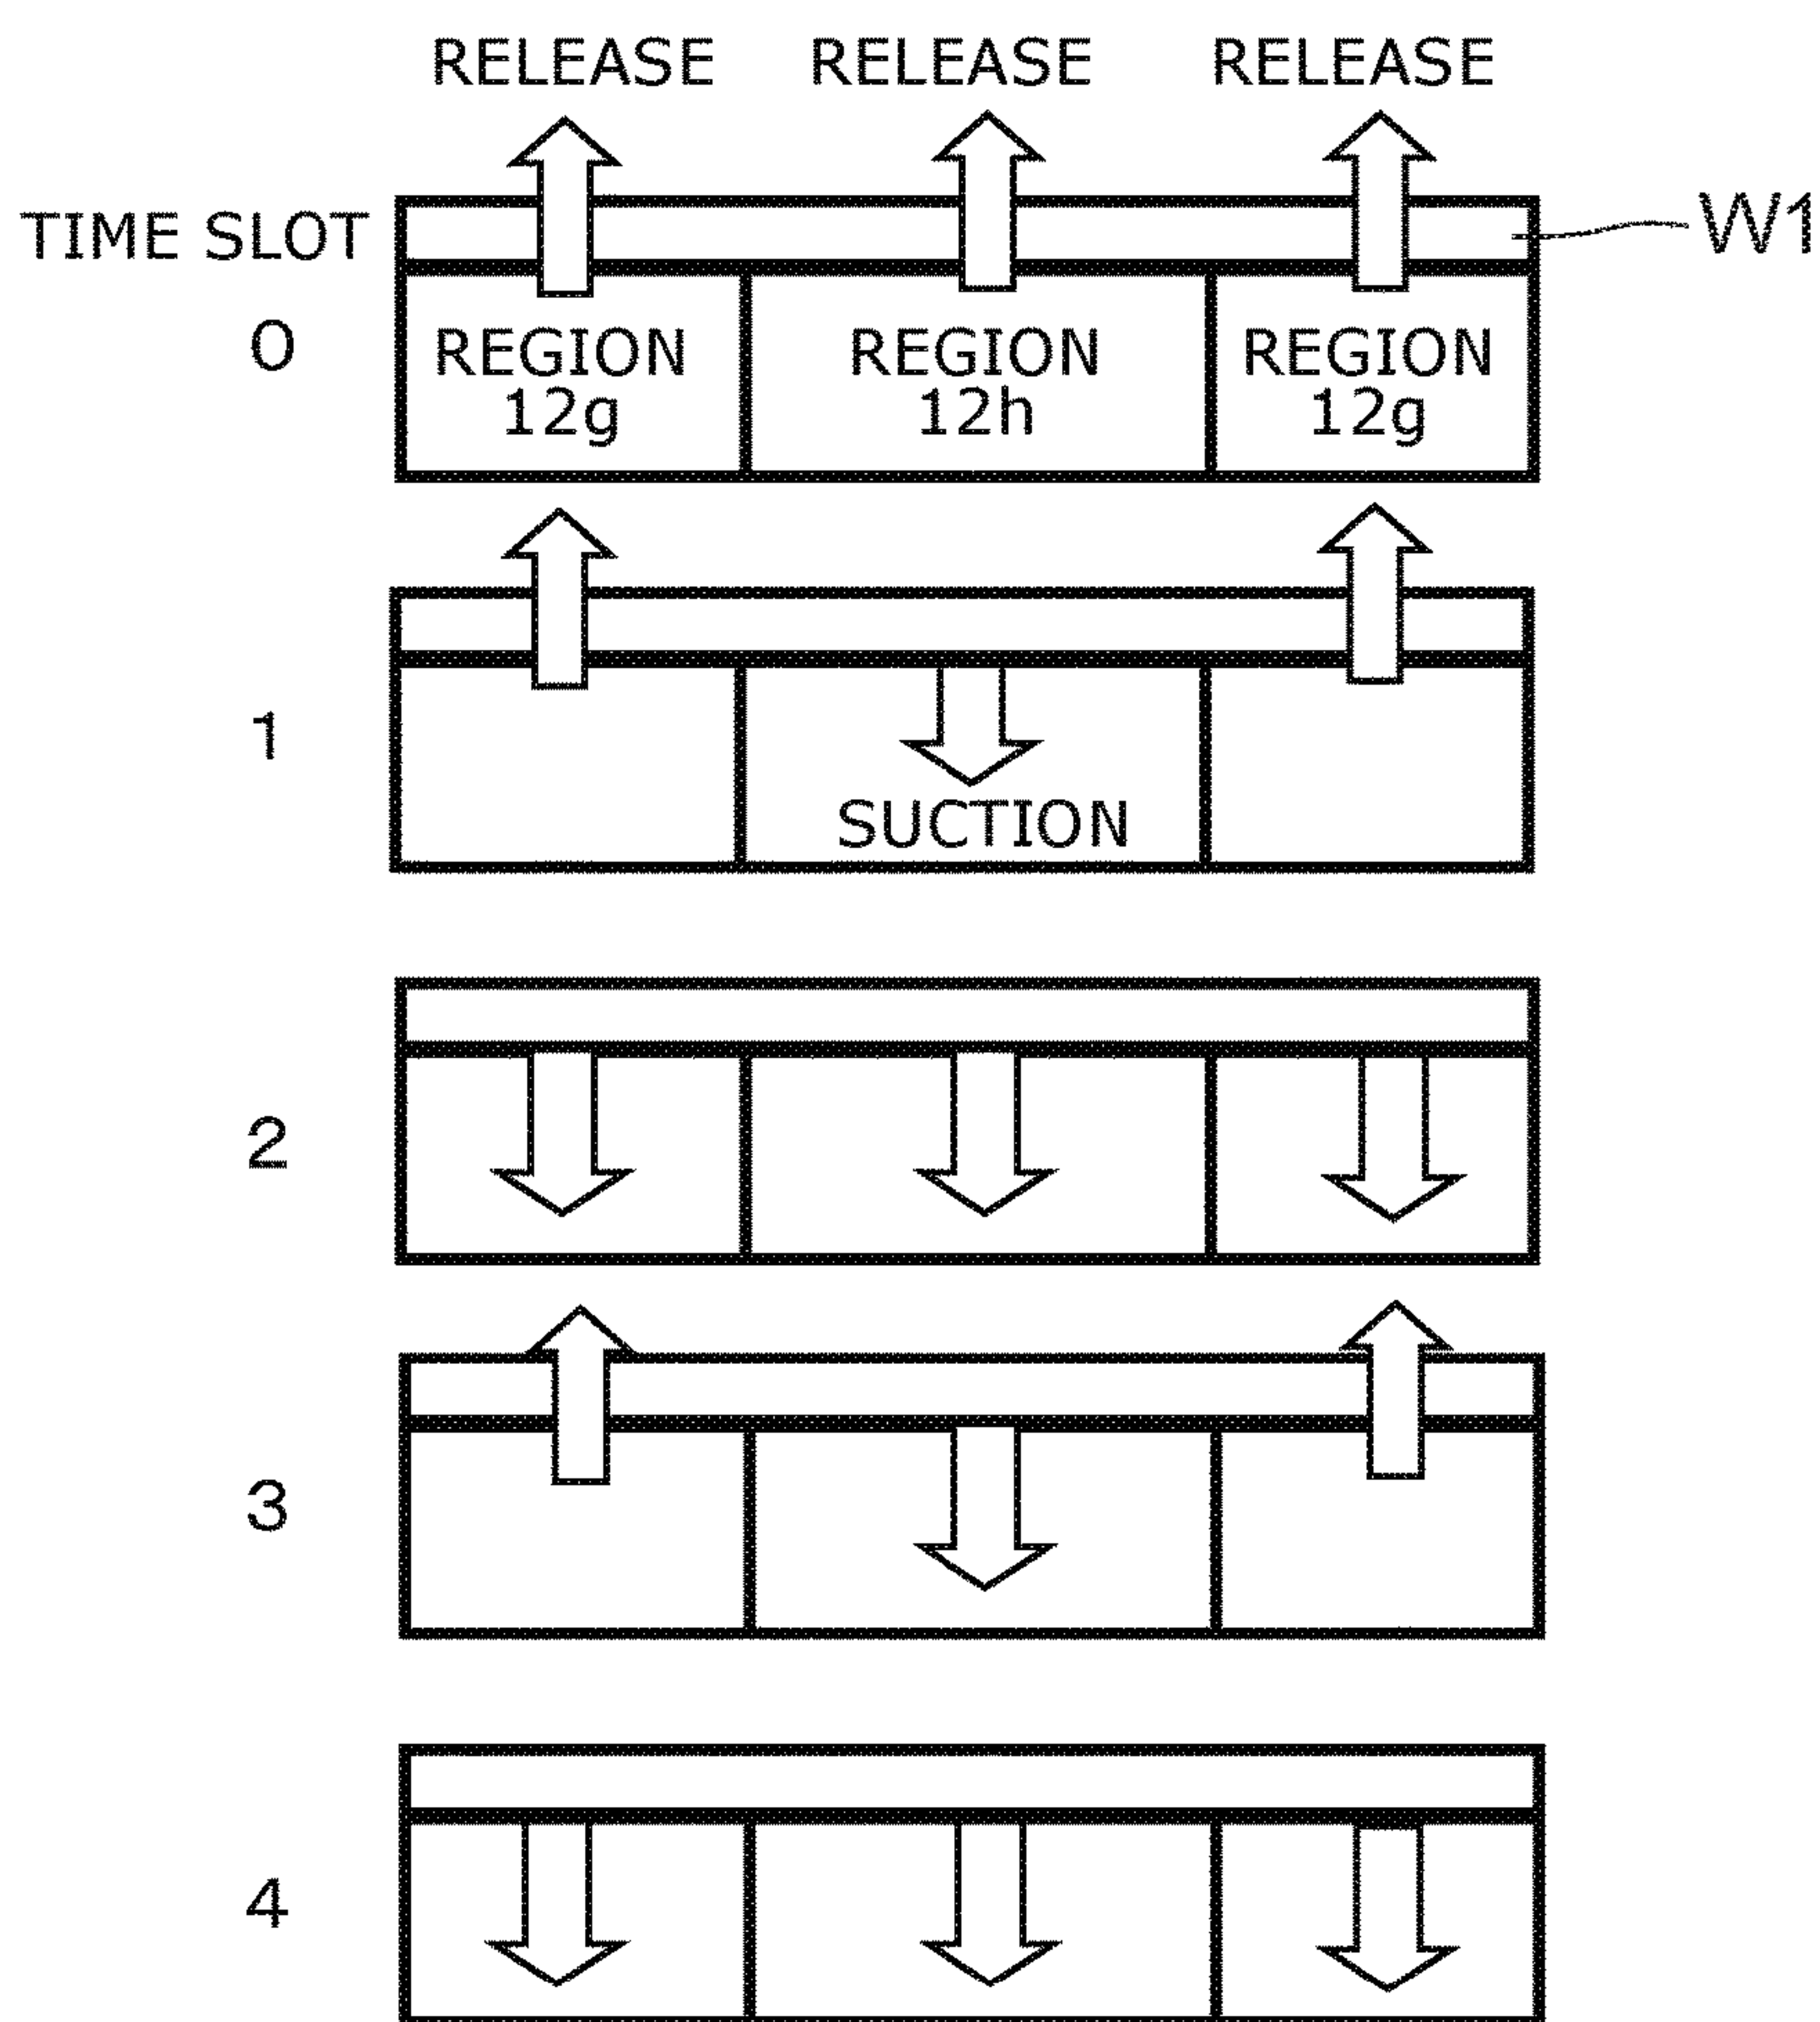 RELEASE RELEASE RELEASE
TIME SLOT
W1
0
REGION 12g
REGION 12h
REGION 12g
1
SUCTION
2
3
4